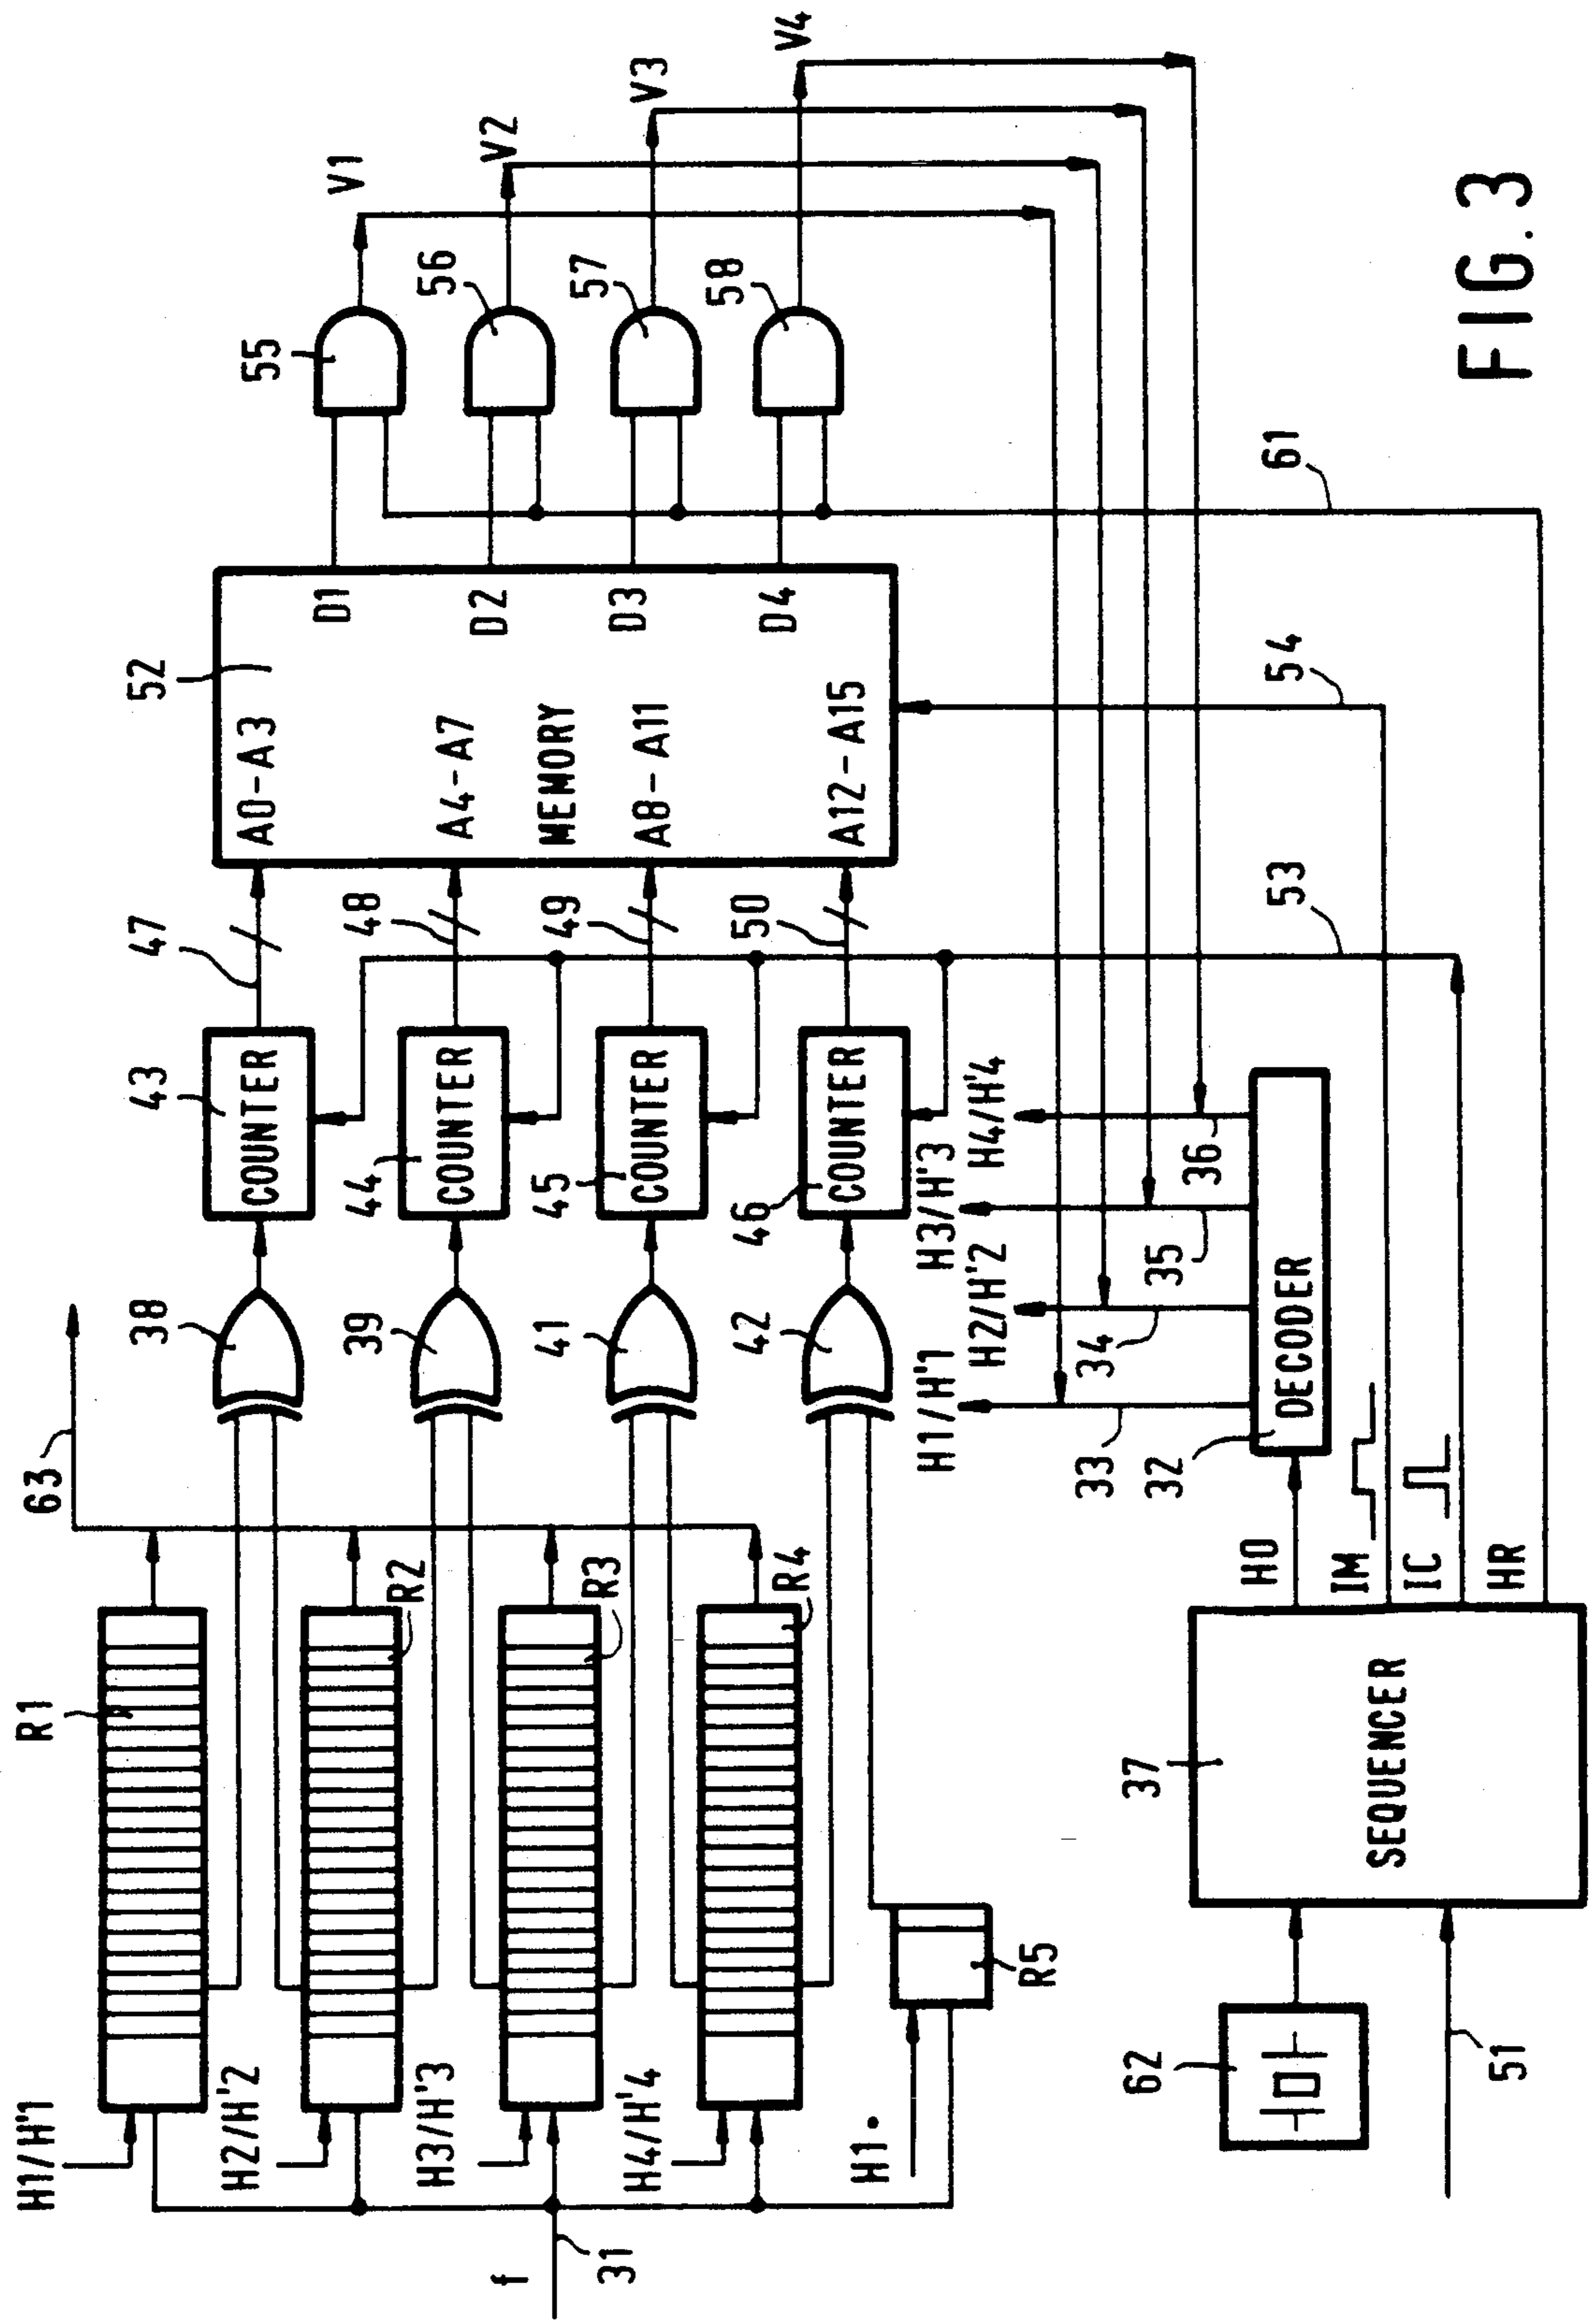 63
R1
R2
R3
R4
R5
H1/H'1
H2/H'2
H3/H'3
H4/H'4
H1.
f
31
38
39
41
42
43
COUNTER
44
COUNTER
45
COUNTER
46
COUNTER
47
48
49
50
52
A0-A3
A4-A7
MEMORY
A8-A11
A12-A15
D1
D2
D3
D4
55
56
57
58
V1
V2
V3
V4
H1/H'1
H2/H'2
H3/H'3
H4/H'4
33
34
35
36
32
DECODER
53
54
61
H0
IM
IC
HR
37
SEQUENCER
62
51
FIG.3